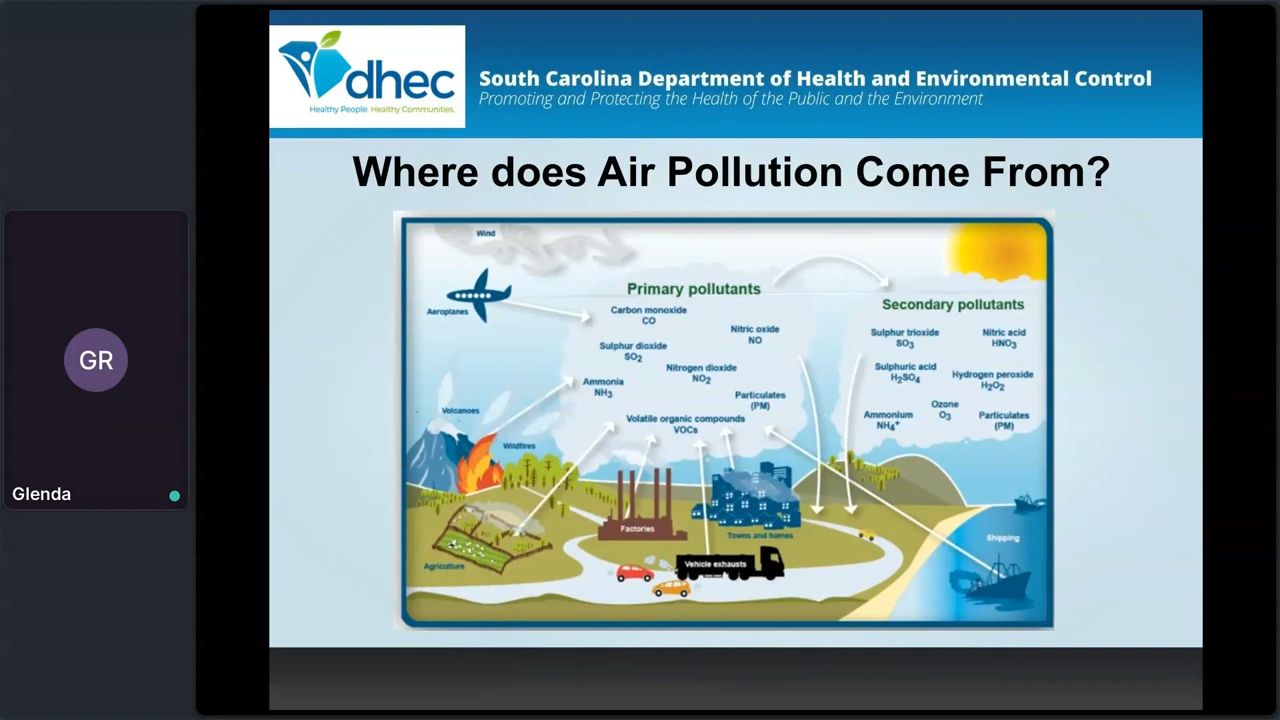 GR
Glenda
dhec
Healthy People. Healthy Communities.
South Carolina Department of Health and Environmental Control
Promoting and Protecting the Health of the Public and the Environment
Where does Air Pollution Come From?
Wind
Aeroplanes
Primary pollutants
Carbon monoxide
CO
Nitric oxide
NO
Sulphur dioxide
SO₂
Nitrogen dioxide
NO₂
Ammonia
NH₃
Particulates
(PM)
Volatile organic compounds
VOCs
Secondary pollutants
Sulphur trioxide
SO₃
Nitric acid
HNO₃
Sulphuric acid
H₂SO₄
Hydrogen peroxide
H₂O₂
Ozone
O₃
Ammonium
NH₄⁺
Particulates
(PM)
Volcanoes
Wildfires
Factories
Towns and homes
Shipping
Agriculture
Vehicle exhausts